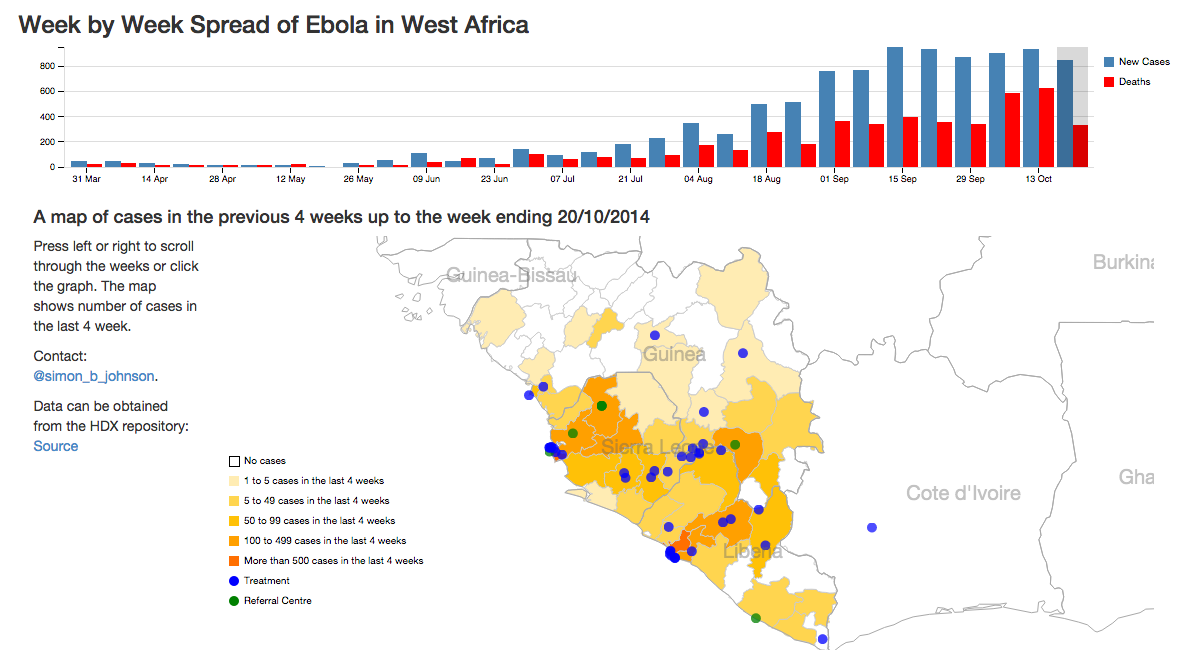 Week by Week Spread of Ebola in West Africa
800
600
400
200
0
31 Mar
14 Apr
28 Apr
12 May
26 May
09 Jun
23 Jun
07 Jul
21 Jul
04 Aug
18 Aug
01 Sep
15 Sep
29 Sep
13 Oct
New Cases
Deaths
A map of cases in the previous 4 weeks up to the week ending 20/10/2014
Press left or right to scroll
through the weeks or click
the graph. The map
shows number of cases in
the last 4 week.
Contact:
@simon_b_johnson.
Data can be obtained
from the HDX repository:
Source
No cases
1 to 5 cases in the last 4 weeks
5 to 49 cases in the last 4 weeks
50 to 99 cases in the last 4 weeks
100 to 499 cases in the last 4 weeks
More than 500 cases in the last 4 weeks
Treatment
Referral Centre
Guinea-Bissau
Burkina
Guinea
Sierra Leone
Cote d'Ivoire
Gha
Liberia